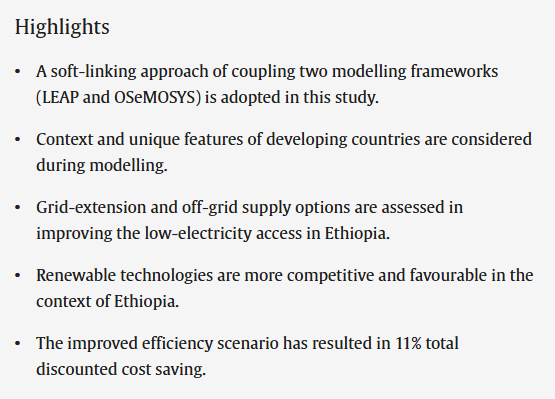 Highlights
• A soft-linking approach of coupling two modelling frameworks
(LEAP and OSeMOSYS) is adopted in this study.
• Context and unique features of developing countries are considered
during modelling.
• Grid-extension and off-grid supply options are assessed in
improving the low-electricity access in Ethiopia.
• Renewable technologies are more competitive and favourable in the
context of Ethiopia.
• The improved efficiency scenario has resulted in 11% total
discounted cost saving.